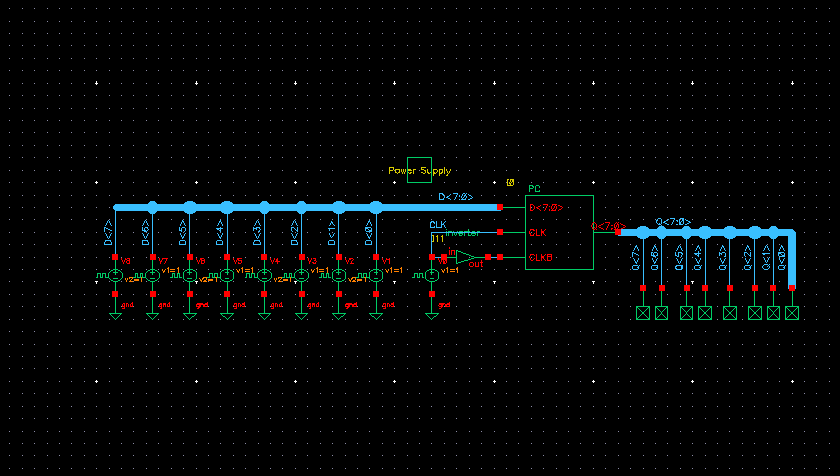 Power Supply
I0
PC
D<7:0>
D<7:0>
Q<7:0>
Q<7:0>
CLK
CLK
inverter
I11
in
out
CLKB
D<7>
D<6>
D<5>
D<4>
D<3>
D<2>
D<1>
D<0>
Q<7>
Q<6>
Q<5>
Q<4>
Q<3>
Q<2>
Q<1>
Q<0>
V8
V7
V6
V5
V4
V3
V2
V1
V0
v2=1
v1=1
v2=1
v1=1
v2=1
v1=1
v2=1
v1=1
v1=1
gnd
gnd
gnd
gnd
gnd
gnd
gnd
gnd
gnd